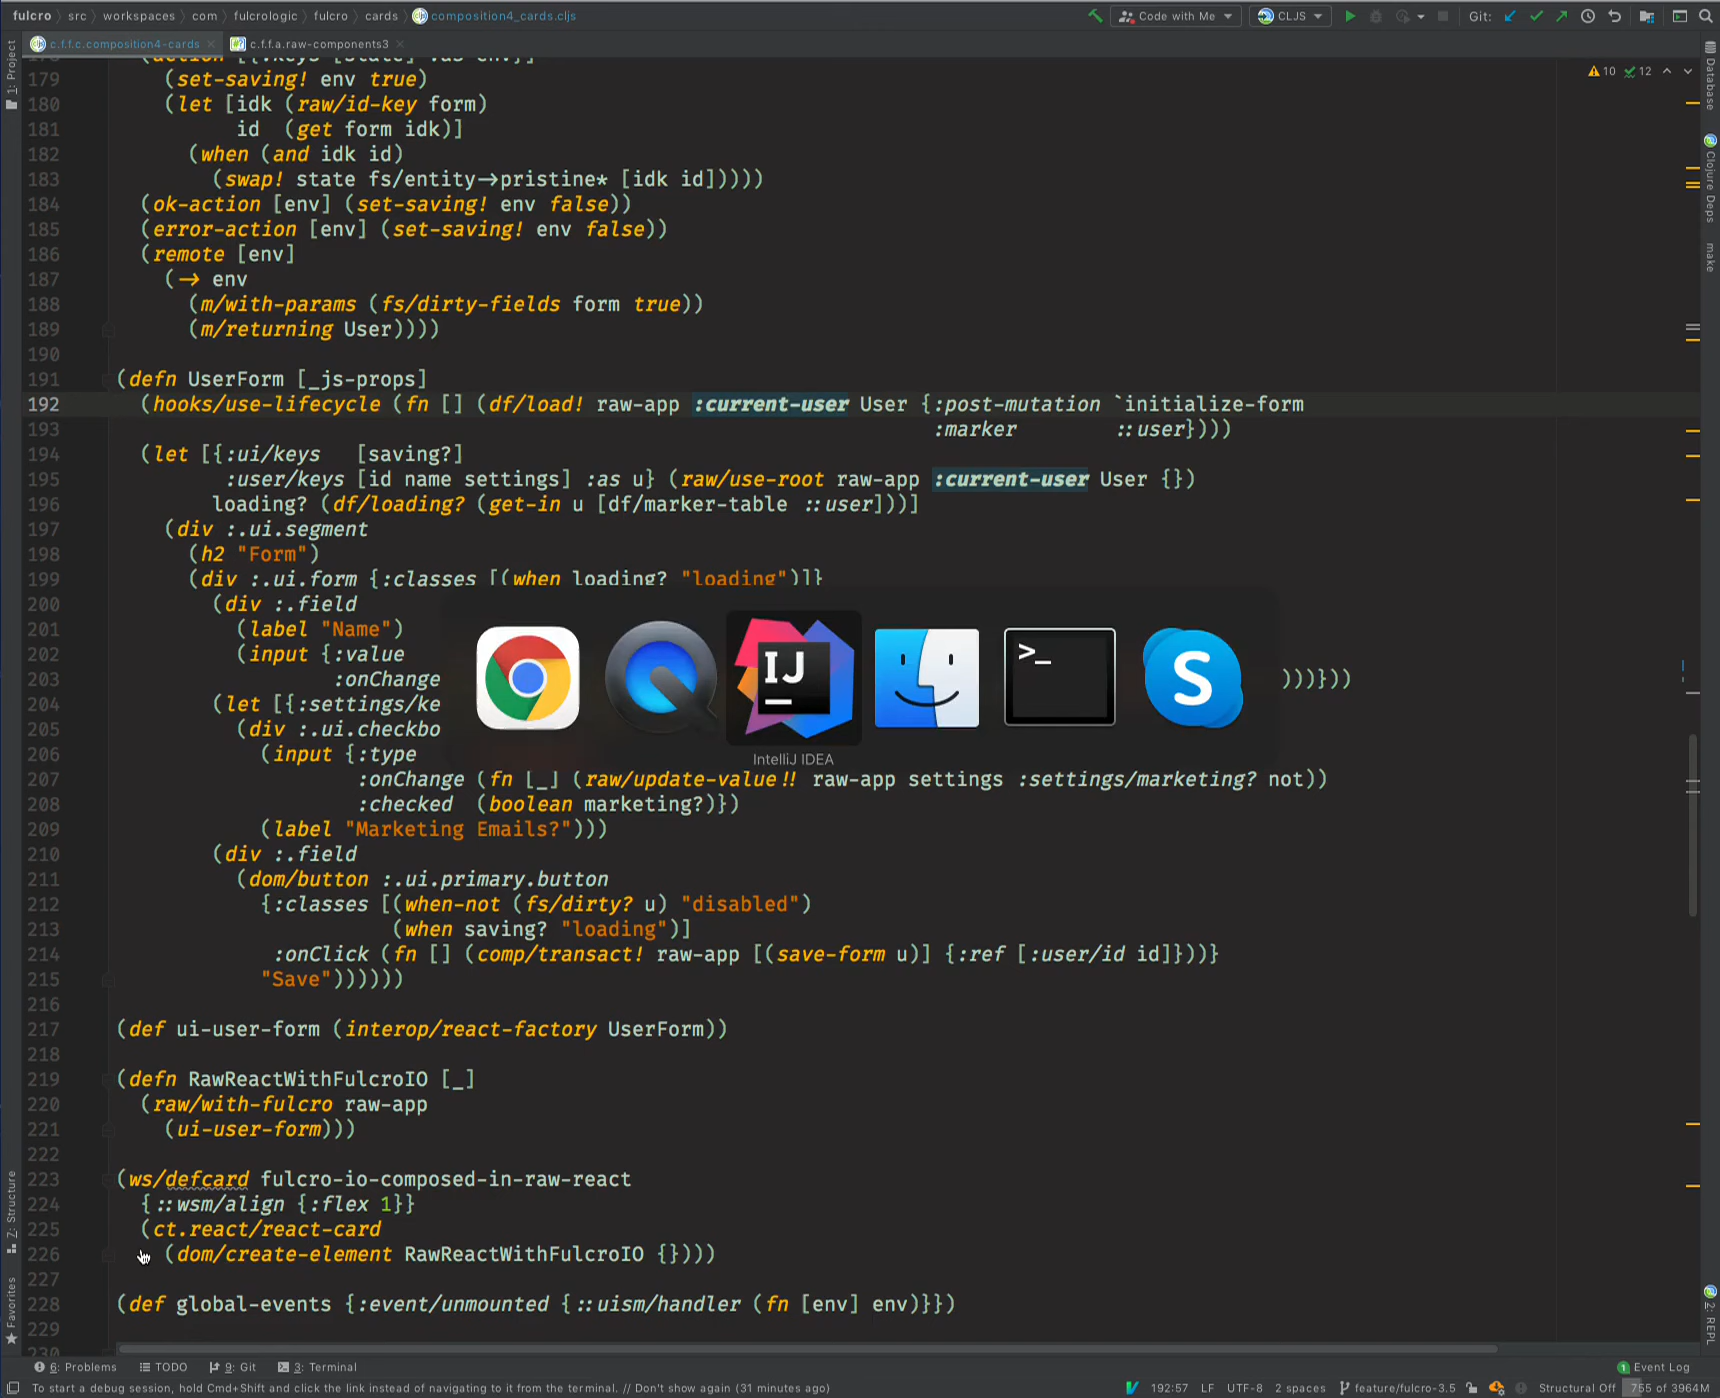 fulcro src workspaces com fulcrologic fulcro cards composition4_cards.cljs Code with Me CLJS Git:
c.f.f.c.composition4-cards c.f.f.a.raw-components3
10 12
179 (set-saving! env true)
180 (let [idk (raw/id-key form)
181 id (get form idk)]
182 (when (and idk id)
183 (swap! state fs/entity->pristine* [idk id]))))
184 (ok-action [env] (set-saving! env false))
185 (error-action [env] (set-saving! env false))
186 (remote [env]
187 (-> env
188 (m/with-params (fs/dirty-fields form true))
189 (m/returning User))))
190
191 (defn UserForm [_js-props]
192 (hooks/use-lifecycle (fn [] (df/load! raw-app :current-user User {:post-mutation `initialize-form
193 :marker ::user})))
194 (let [{:ui/keys [saving?]
195 :user/keys [id name settings] :as u} (raw/use-root raw-app :current-user User {})
196 loading? (df/loading? (get-in u [df/marker-table ::user]))]
197 (div :.ui.segment
198 (h2 "Form")
199 (div :.ui.form {:classes [(when loading? "loading")]}
200 (div :.field
201 (label "Name")
202 (input {:value
203 :onChange )))}))
204 (let [{:settings/ke
205 (div :.ui.checkbo
206 (input {:type
IntelliJ IDEA
207 :onChange (fn [_] (raw/update-value!! raw-app settings :settings/marketing? not))
208 :checked (boolean marketing?)})
209 (label "Marketing Emails?")))
210 (div :.field
211 (dom/button :.ui.primary.button
212 {:classes [(when-not (fs/dirty? u) "disabled")
213 (when saving? "loading")]
214 :onClick (fn [] (comp/transact! raw-app [(save-form u)] {:ref [:user/id id]}))}
215 "Save"))))))
216
217 (def ui-user-form (interop/react-factory UserForm))
218
219 (defn RawReactWithFulcroIO [_]
220 (raw/with-fulcro raw-app
221 (ui-user-form)))
222
223 (ws/defcard fulcro-io-composed-in-raw-react
224 {::wsm/align {:flex 1}}
225 (ct.react/react-card
226 (dom/create-element RawReactWithFulcroIO {})))
227
228 (def global-events {:event/unmounted {::uism/handler (fn [env] env)}})
229
1: Project
Z: Structure
Favorites
Database
Clojure Deps
make
2: REPL
6: Problems TODO 9: Git 3: Terminal 1 Event Log
To start a debug session, hold Cmd+Shift and click the link instead of navigating to it from the terminal. // Don't show again (31 minutes ago) 192:57 LF UTF-8 2 spaces feature/fulcro-3.5 Structural Off 755 of 3964M